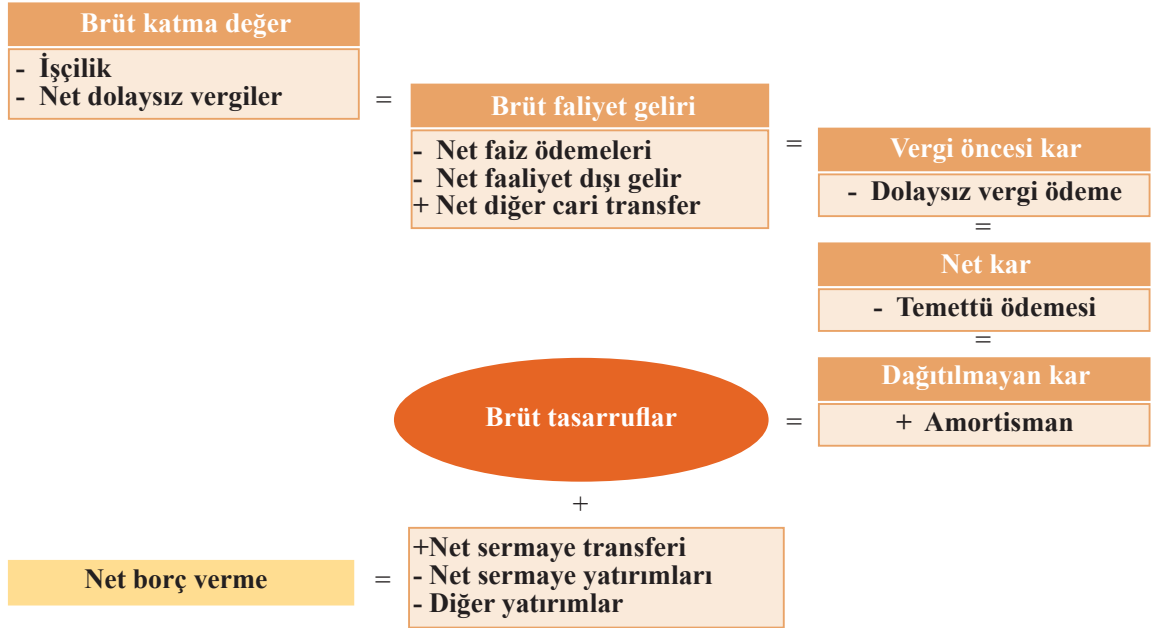 Brüt katma değer
- İşçilik
- Net dolaysız vergiler
=
Brüt faliyet geliri
- Net faiz ödemeleri
- Net faaliyet dışı gelir
+ Net diğer cari transfer
=
Vergi öncesi kar
- Dolaysız vergi ödeme
=
Net kar
- Temettü ödemesi
=
Dağıtılmayan kar
+ Amortisman
=
Brüt tasarruflar
+
+Net sermaye transferi
- Net sermaye yatırımları
- Diğer yatırımlar
=
Net borç verme